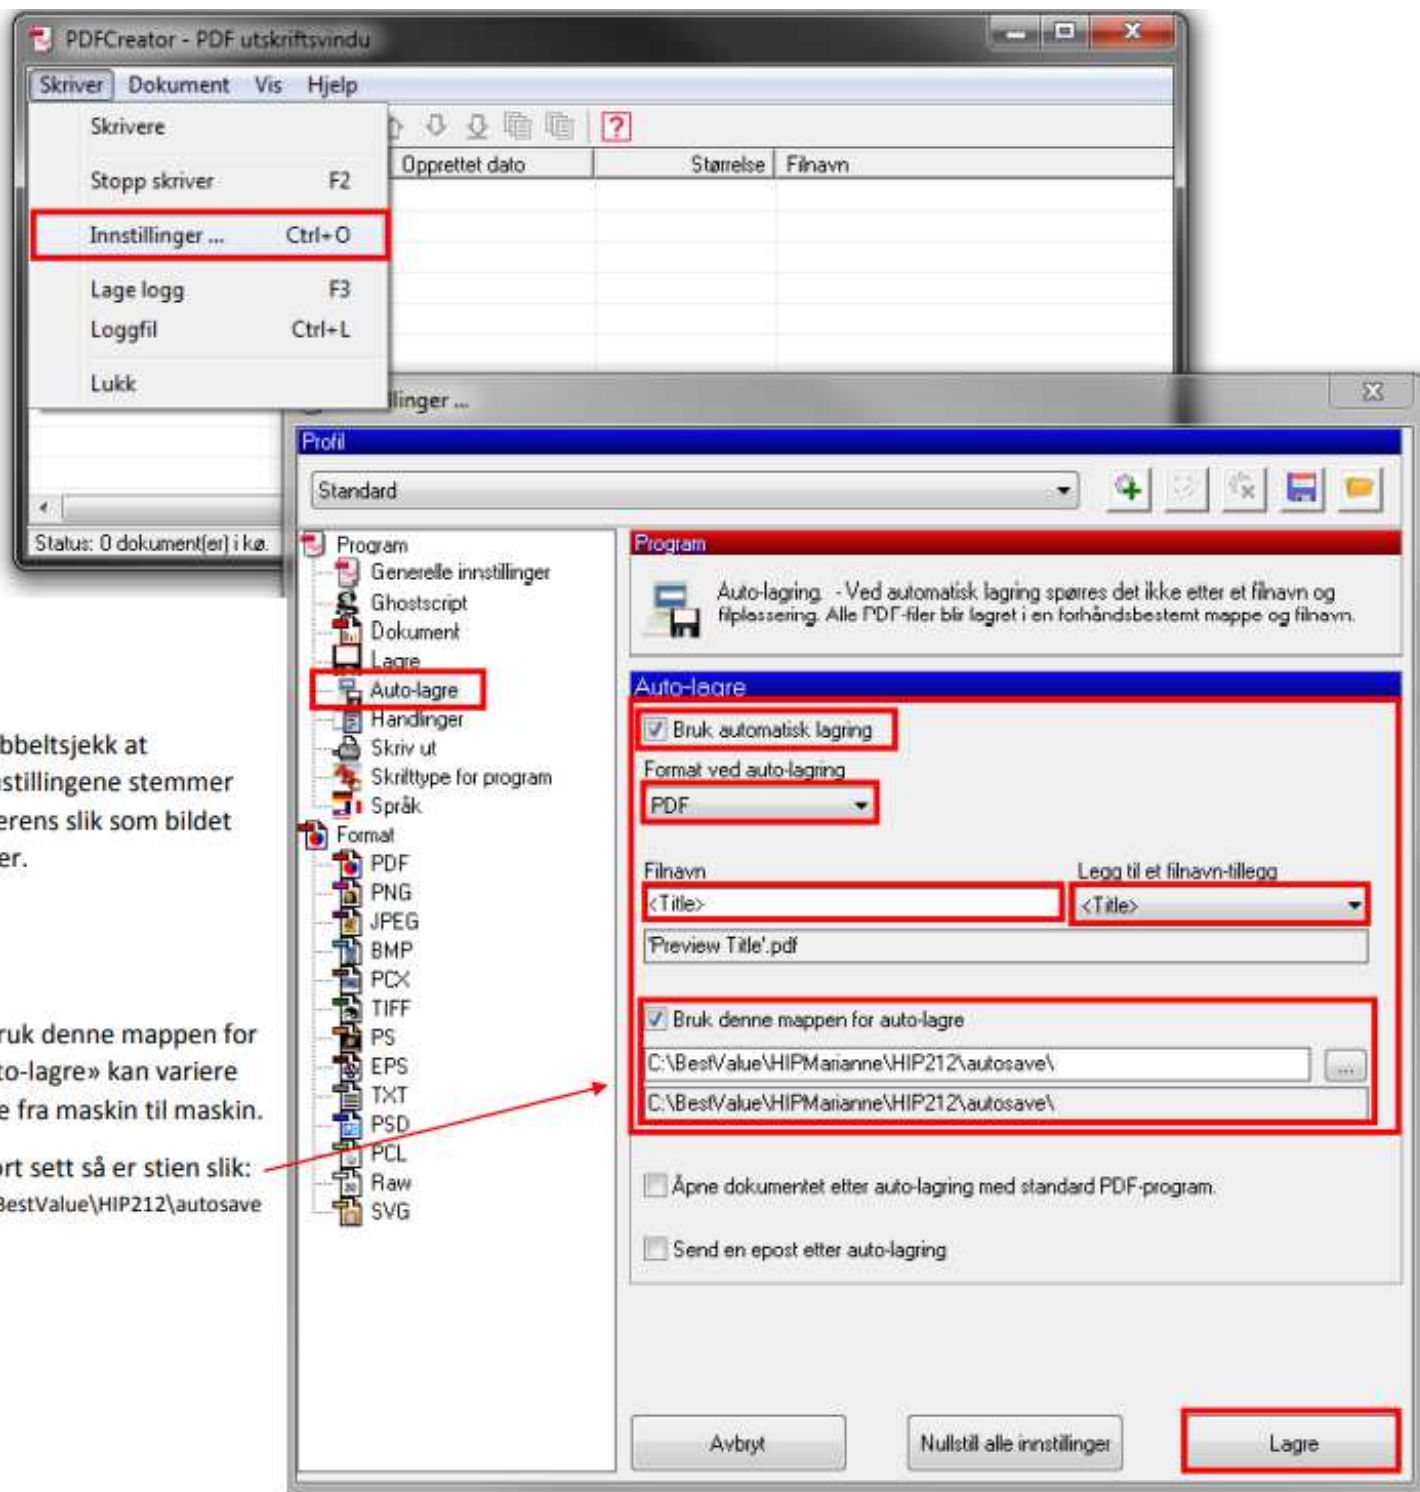 PDFCreator - PDF utskriftsvindu
Skriver Dokument Vis Hjelp
Skrivere
Stopp skriver F2
Innstillinger ... Ctrl+O
Lage logg F3
Loggfil Ctrl+L
Lukk
Opprettet dato Størrelse Filnavn
Status: 0 dokument(er) i kø.
linger ...
Profil
Standard
Program
Generelle innstillinger
Ghostscript
Dokument
Lagre
Auto-lagre
Handlinger
Skriv ut
Skrifttype for program
Språk
Format
PDF
PNG
JPEG
BMP
PCX
TIFF
PS
EPS
TXT
PSD
PCL
Raw
SVG
Program
Auto-lagring. - Ved automatisk lagring spørres det ikke etter et filnavn og
filplassering. Alle PDF-filer blir lagret i en forhåndsbestemt mappe og filnavn.
Auto-lagre
Bruk automatisk lagring
Format ved auto-lagring
PDF
Filnavn Legg til et filnavn-tillegg
<Title> <Title>
'Preview Title'.pdf
Bruk denne mappen for auto-lagre
C:\BestValue\HIPMarianne\HIP212\autosave\ ...
C:\BestValue\HIPMarianne\HIP212\autosave\
Åpne dokumentet etter auto-lagring med standard PDF-program.
Send en epost etter auto-lagring
Avbryt Nullstill alle innstillinger Lagre
bbeltsjekk at
stillingene stemmer
erens slik som bildet
er.
ruk denne mappen for
to-lagre» kan variere
e fra maskin til maskin.
ort sett så er stien slik:
BestValue\HIP212\autosave